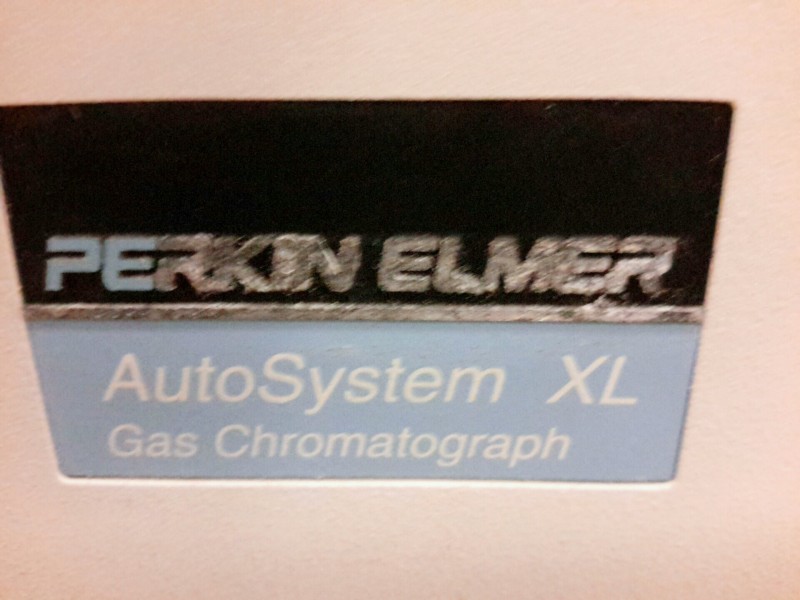 PERKIN ELMER
AutoSystem XL
Gas Chromatograph